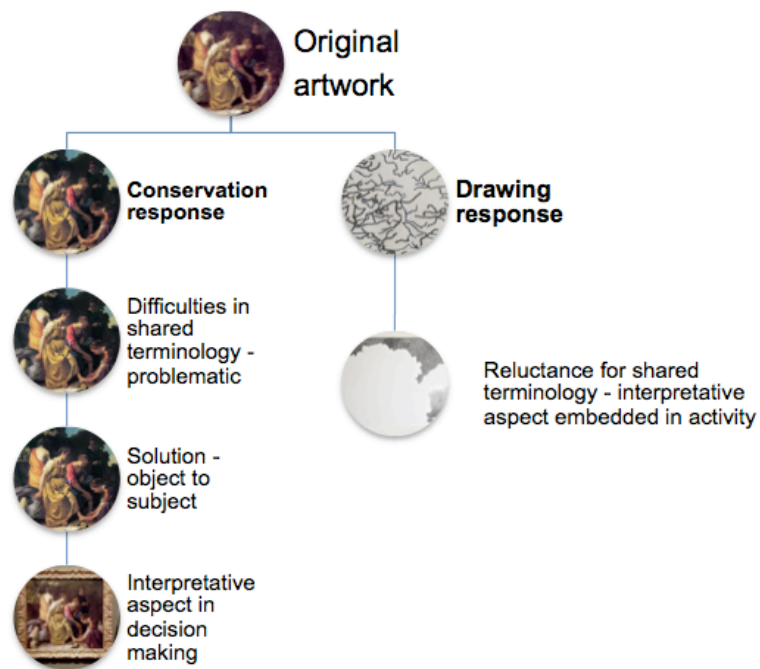 Original
artwork
Conservation
response
Drawing
response
Difficulties in
shared
terminology -
problematic
Reluctance for shared
terminology - interpretative
aspect embedded in activity
Solution -
object to
subject
Interpretative
aspect in
decision
making